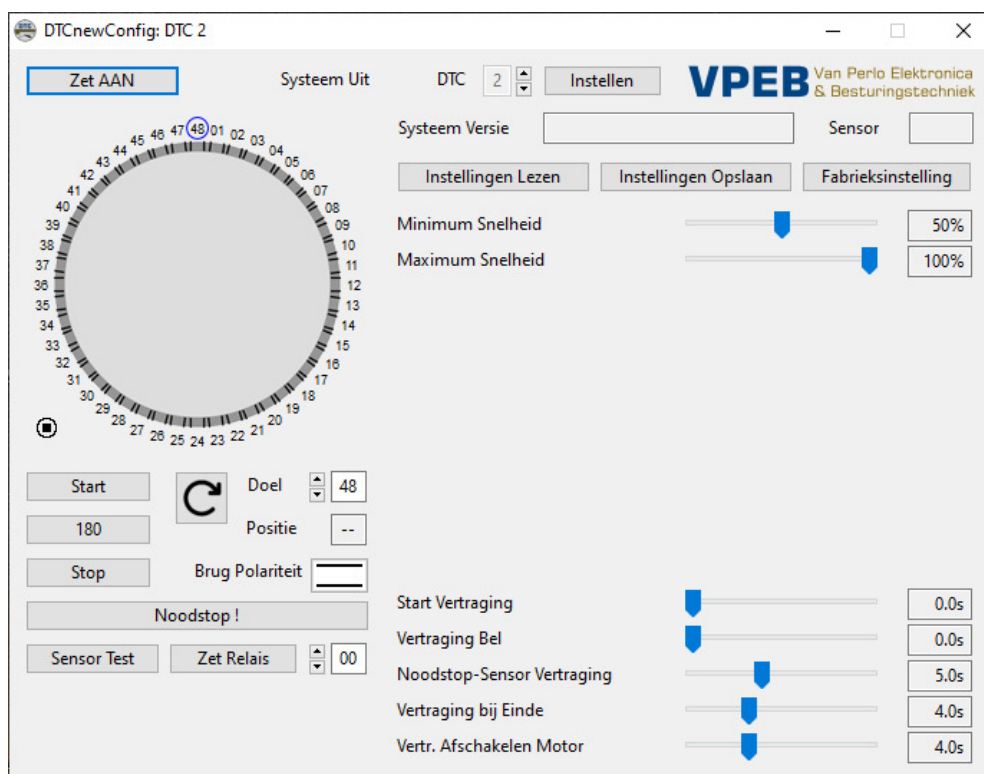 DTCnewConfig: DTC 2
Zet AAN
Systeem Uit
DTC 2 Instellen
VPEB Van Perlo Elektronica
& Besturingstechniek
47 48 01 02 03 04 05 06 07 08 09 10 11 12 13 14 15 16 17 18 19 20 21 22 23 24 25 26 27 28 29 30 31 32 33 34 35 36 37 38 39 40 41 42 43 44 45 46
Start
Doel 48
180
Positie --
Stop
Brug Polariteit
Noodstop !
Sensor Test
Zet Relais 00
Systeem Versie
Sensor
Instellingen Lezen
Instellingen Opslaan
Fabrieksinstelling
Minimum Snelheid 50%
Maximum Snelheid 100%
Start Vertraging 0.0s
Vertraging Bel 0.0s
Noodstop-Sensor Vertraging 5.0s
Vertraging bij Einde 4.0s
Vertr. Afschakelen Motor 4.0s